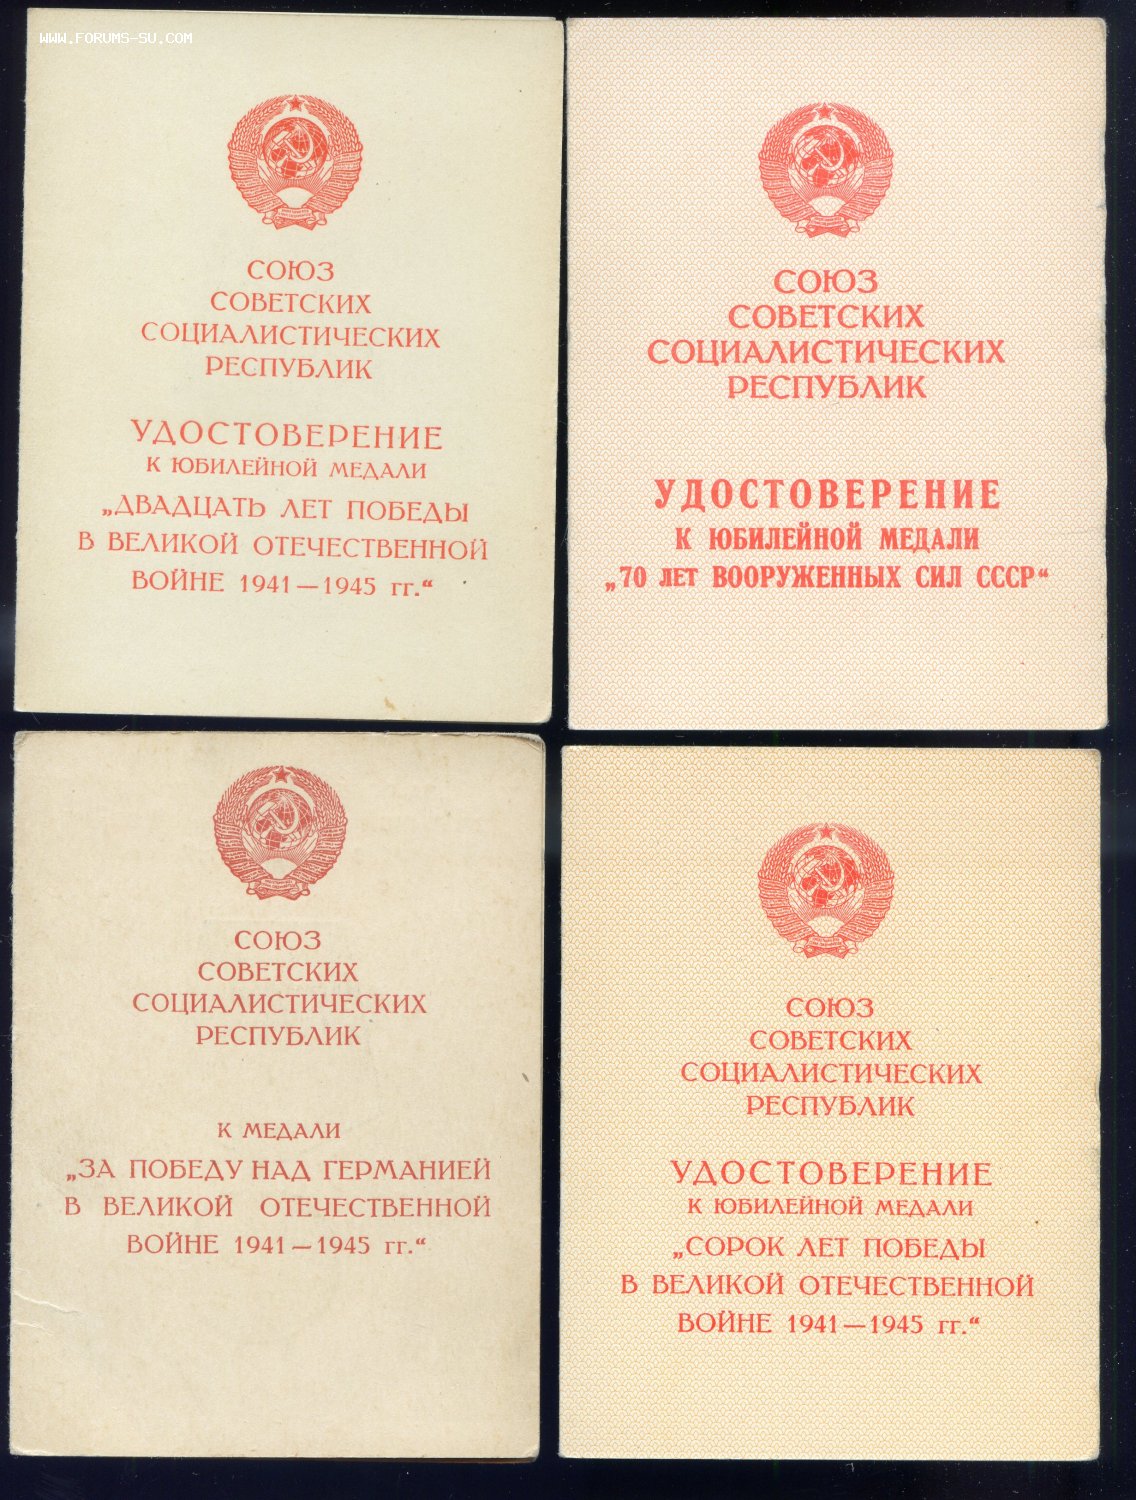 WWW.FORUMS-SU.COM
СОЮЗ
СОВЕТСКИХ
СОЦИАЛИСТИЧЕСКИХ
РЕСПУБЛИК
УДОСТОВЕРЕНИЕ
К ЮБИЛЕЙНОЙ МЕДАЛИ
„ДВАДЦАТЬ ЛЕТ ПОБЕДЫ
В ВЕЛИКОЙ ОТЕЧЕСТВЕННОЙ
ВОЙНЕ 1941—1945 гг.“
СОЮЗ
СОВЕТСКИХ
СОЦИАЛИСТИЧЕСКИХ
РЕСПУБЛИК
УДОСТОВЕРЕНИЕ
К ЮБИЛЕЙНОЙ МЕДАЛИ
„70 ЛЕТ ВООРУЖЕННЫХ СИЛ СССР“
СОЮЗ
СОВЕТСКИХ
СОЦИАЛИСТИЧЕСКИХ
РЕСПУБЛИК
К МЕДАЛИ
„ЗА ПОБЕДУ НАД ГЕРМАНИЕЙ
В ВЕЛИКОЙ ОТЕЧЕСТВЕННОЙ
ВОЙНЕ 1941—1945 гг.“
СОЮЗ
СОВЕТСКИХ
СОЦИАЛИСТИЧЕСКИХ
РЕСПУБЛИК
УДОСТОВЕРЕНИЕ
К ЮБИЛЕЙНОЙ МЕДАЛИ
„СОРОК ЛЕТ ПОБЕДЫ
В ВЕЛИКОЙ ОТЕЧЕСТВЕННОЙ
ВОЙНЕ 1941—1945 гг.“